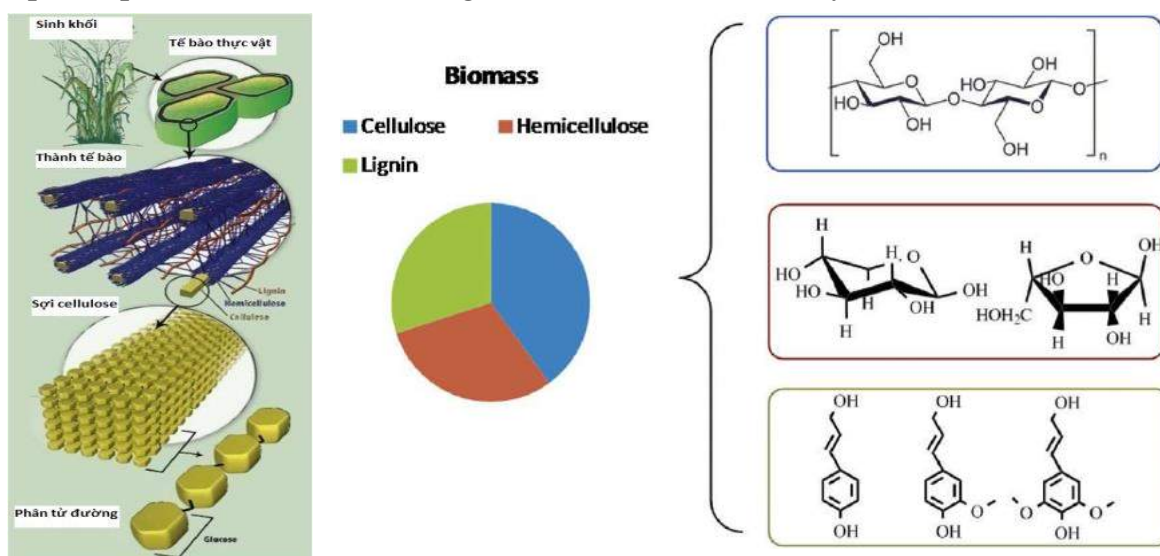 Sinh khối
Tế bào thực vật
Thành tế bào
Lignin
Hemicellulose
Cellulose
Sợi cellulose
Phân tử đường
Glucose
Biomass
Cellulose
Hemicellulose
Lignin
OH
OH
O
HO
HO
O
O
OH
HO
O
OH
n
H
H
O
H
HO
HO
H
OH
OH
H
O
OH
HO
H
HOH₂C
H
H
OH
OH
OH
OH
OH
OH
O
O
OH
O